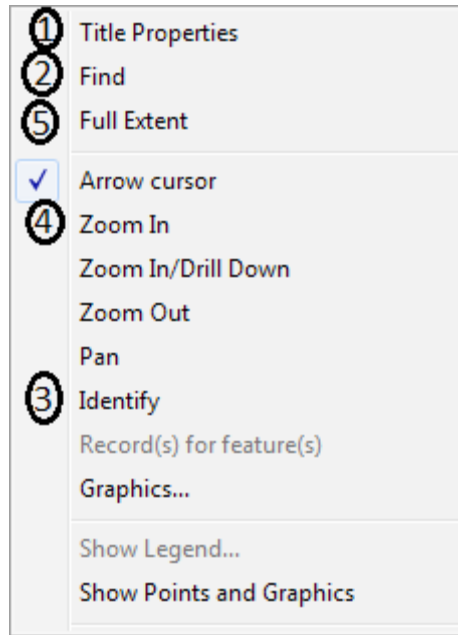 1 Title Properties
2 Find
5 Full Extent
Arrow cursor
4 Zoom In
Zoom In/Drill Down
Zoom Out
Pan
3 Identify
Record(s) for feature(s)
Graphics...
Show Legend...
Show Points and Graphics